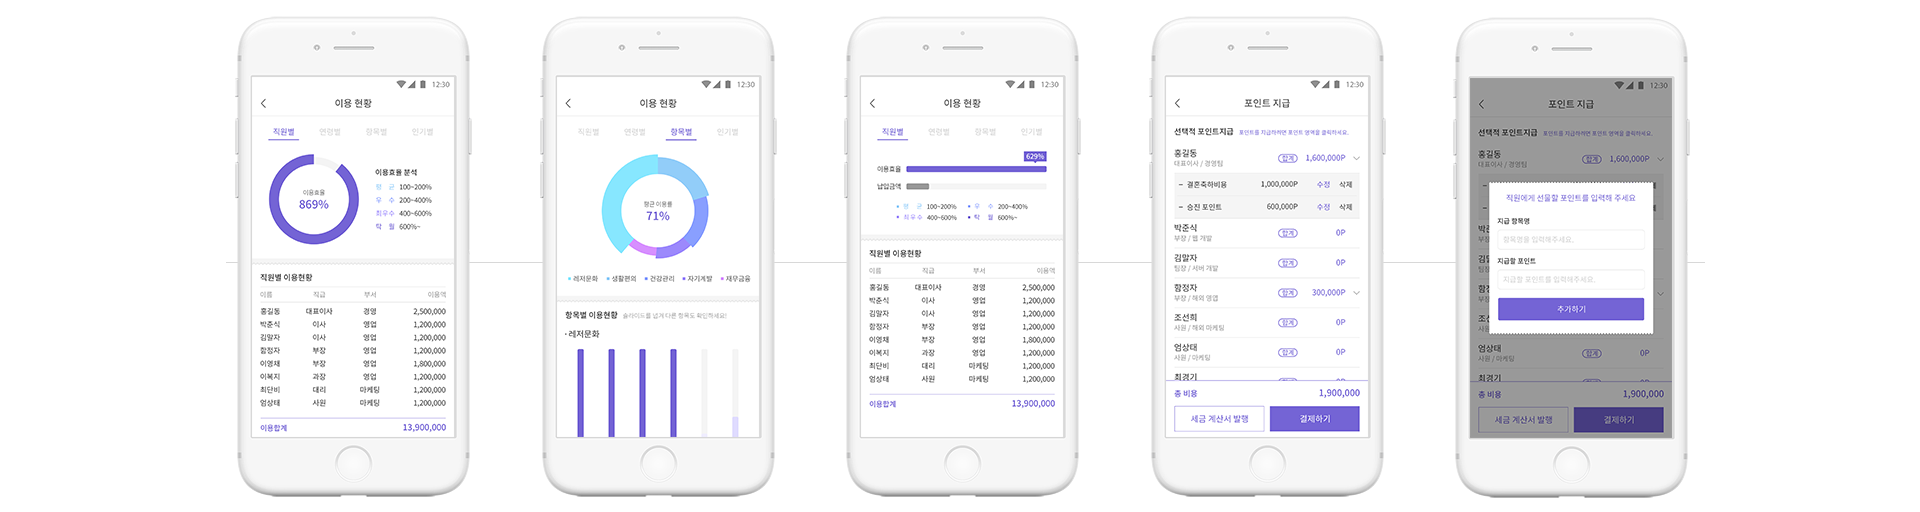 12:30
이용 현황
직원별 연령별 항목별 인기별
이용효율
869%
이용효율 분석
평 균 100~200%
우 수 200~400%
최우수 400~600%
탁 월 600%~
직원별 이용현황
이름 직급 부서 이용액
홍길동 대표이사 경영 2,500,000
박준식 이사 영업 1,200,000
김말자 이사 영업 1,200,000
함정자 부장 영업 1,200,000
이영채 부장 영업 1,800,000
이복지 과장 영업 1,200,000
최단비 대리 마케팅 1,200,000
엄상태 사원 마케팅 1,200,000
이용합계 13,900,000
12:30
이용 현황
직원별 연령별 항목별 인기별
평균 이용률
71%
레저문화 생활편의 건강관리 자기계발 재무금융
항목별 이용현황 슬라이드를 넘겨 다른 항목도 확인하세요!
· 레저문화
12:30
이용 현황
직원별 연령별 항목별 인기별
629%
이용효율
납입금액
평 균 100~200% 우 수 200~400%
최우수 400~600% 탁 월 600%~
직원별 이용현황
이름 직급 부서 이용액
홍길동 대표이사 경영 2,500,000
박준식 이사 영업 1,200,000
김말자 이사 영업 1,200,000
함정자 부장 영업 1,200,000
이영채 부장 영업 1,800,000
이복지 과장 영업 1,200,000
최단비 대리 마케팅 1,200,000
엄상태 사원 마케팅 1,200,000
이용합계 13,900,000
12:30
포인트 지급
선택적 포인트지급 포인트를 지급하려면 포인트 영역을 클릭하세요.
홍길동
대표이사 / 경영팀 합계 1,600,000P
– 결혼축하비용 1,000,000P 수정 삭제
– 승진 포인트 600,000P 수정 삭제
박준식
부장 / 웹 개발 합계 0P
김말자
팀장 / 서버 개발 합계 0P
함정자
부장 / 해외 영업 합계 300,000P
조선희
사원 / 해외 마케팅 합계 0P
엄상태
사원 / 마케팅 합계 0P
최경기
총 비용 1,900,000
세금 계산서 발행 결제하기
12:30
포인트 지급
선택적 포인트지급 포인트를 지급하려면 포인트 영역을 클릭하세요.
홍길동
대표이사 / 경영팀 합계 1,600,000P
직원에게 선물할 포인트를 입력해 주세요
지급 항목명
항목명을 입력해주세요.
지급할 포인트
지급할 포인트를 입력해주세요.
추가하기
엄상태
사원 / 마케팅 합계 0P
최경기
총 비용 1,900,000
세금 계산서 발행 결제하기